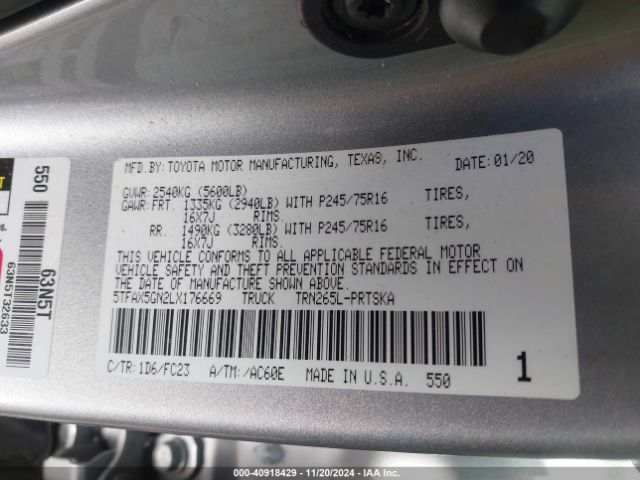 MFD.BY: TOYOTA MOTOR MANUFACTURING, TEXAS, INC. DATE: 01/20
GVWR: 2540KG (5600LB)
GAWR: FRT. 1335KG (2940LB) WITH P245/75R16 TIRES,
16X7J RIMS.
RR. 1490KG (3280LB) WITH P245/75R16 TIRES,
16X7J RIMS.
THIS VEHICLE CONFORMS TO ALL APPLICABLE FEDERAL MOTOR
VEHICLE SAFETY AND THEFT PREVENTION STANDARDS IN EFFECT ON
THE DATE OF MANUFACTURE SHOWN ABOVE.
5TFAX5GN2LX176669 TRUCK TRN265L-PRTSKA
C/TR: 1D6/FC23 A/TM: /AC60E MADE IN U.S.A. 550 1
550
63N5T
63N5T32633
000-40918429 - 11/20/2024 - IAA Inc.